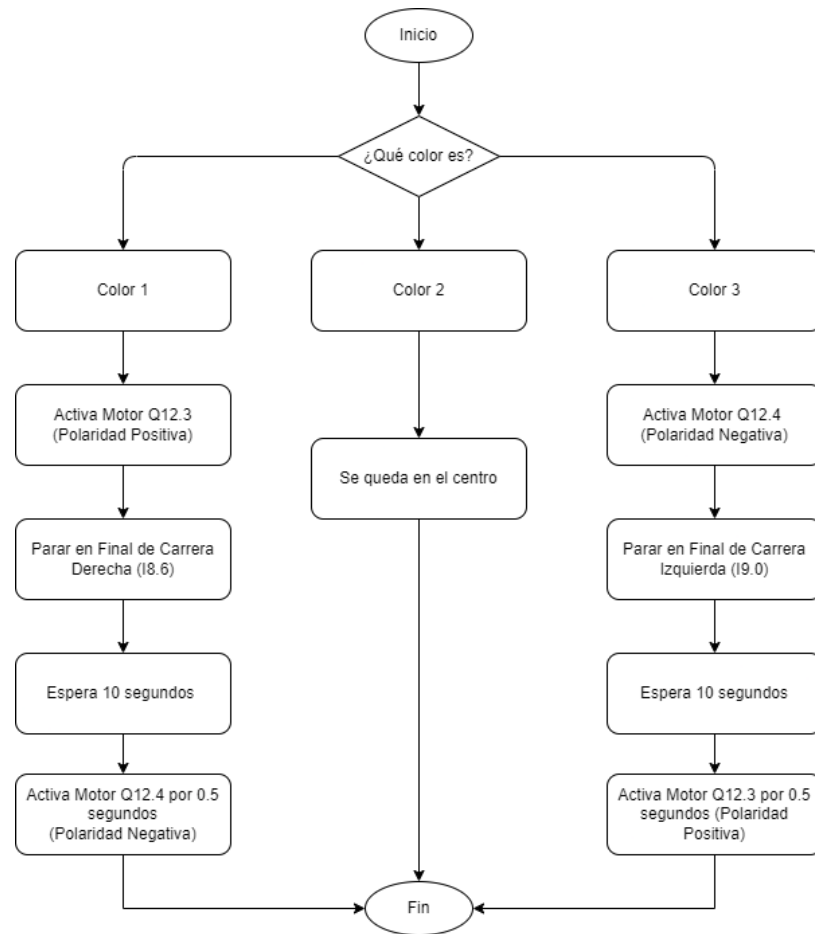 Inicio
¿Qué color es?
Color 1
Color 2
Color 3
Activa Motor Q12.3
(Polaridad Positiva)
Activa Motor Q12.4
(Polaridad Negativa)
Se queda en el centro
Parar en Final de Carrera
Derecha (I8.6)
Parar en Final de Carrera
Izquierda (I9.0)
Espera 10 segundos
Espera 10 segundos
Activa Motor Q12.4 por 0.5
segundos
(Polaridad Negativa)
Activa Motor Q12.3 por 0.5
segundos (Polaridad
Positiva)
Fin